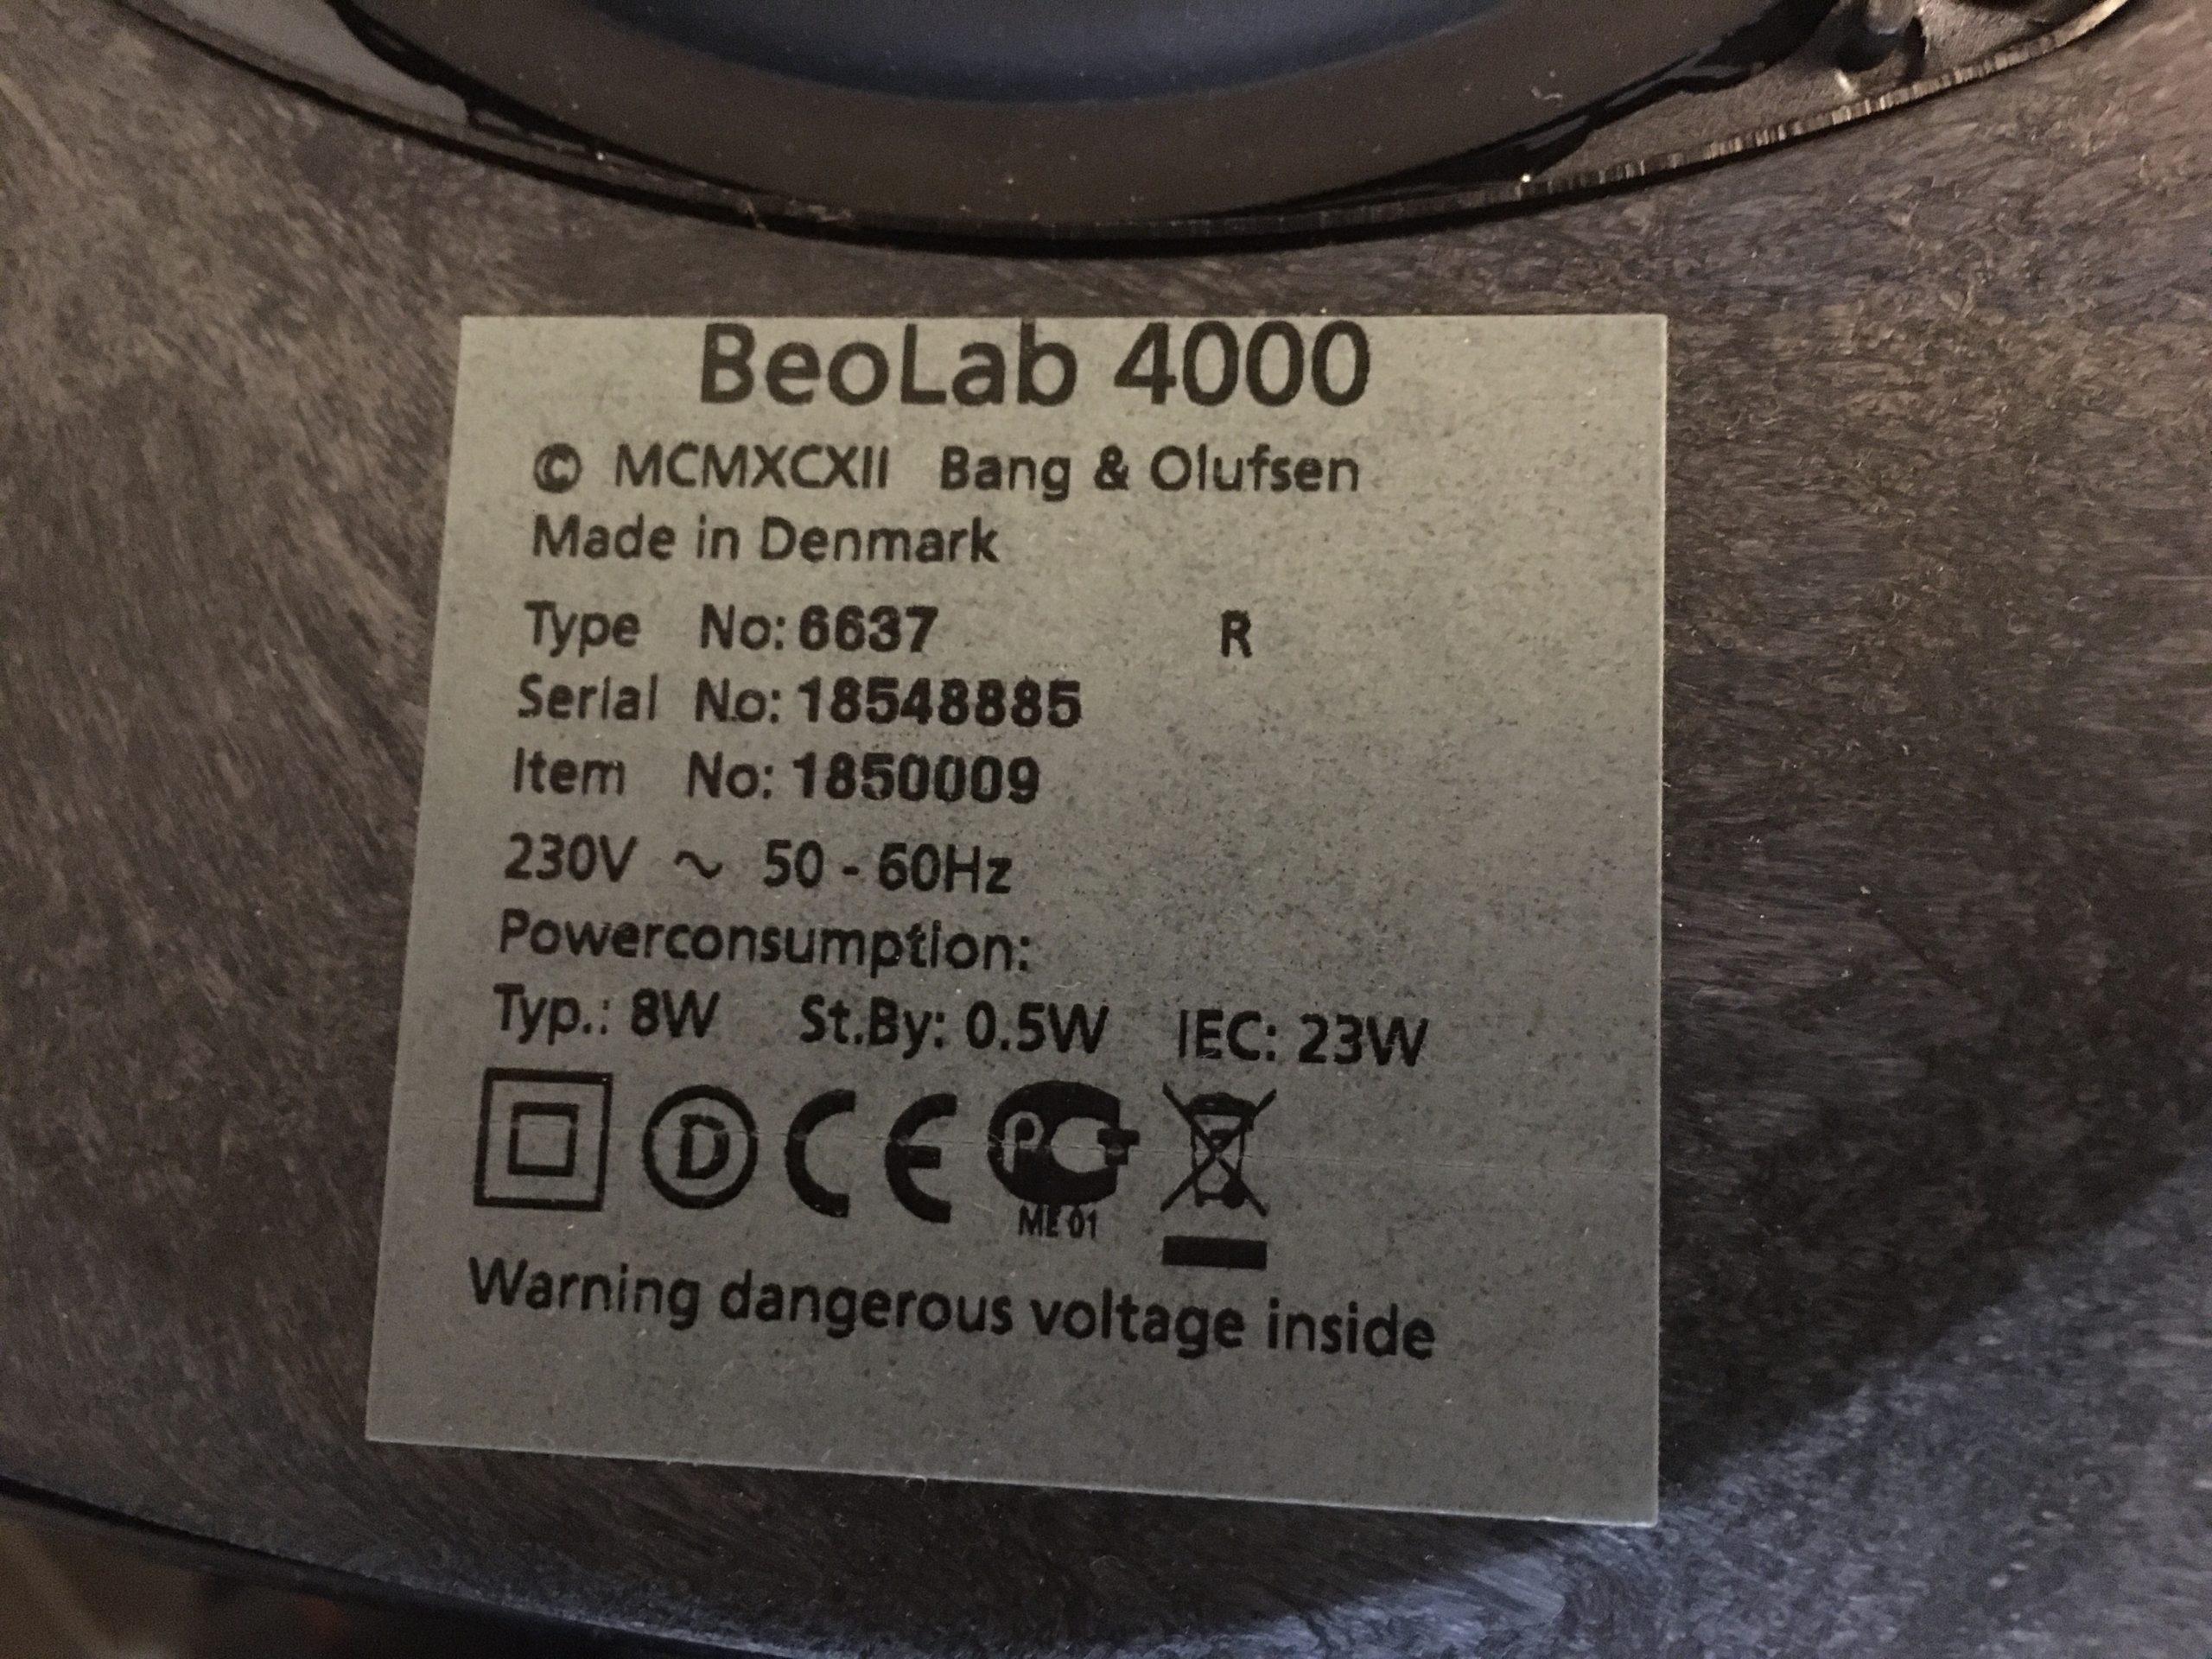 BeoLab 4000
© MCMXCXII Bang & Olufsen
Made in Denmark
Type No: 6637 R
Serial No: 18548885
Item No: 1850009
230V ~ 50 - 60Hz
Powerconsumption:
Typ.: 8W St.By: 0.5W IEC: 23W
D CE PC
ME 01
Warning dangerous voltage inside